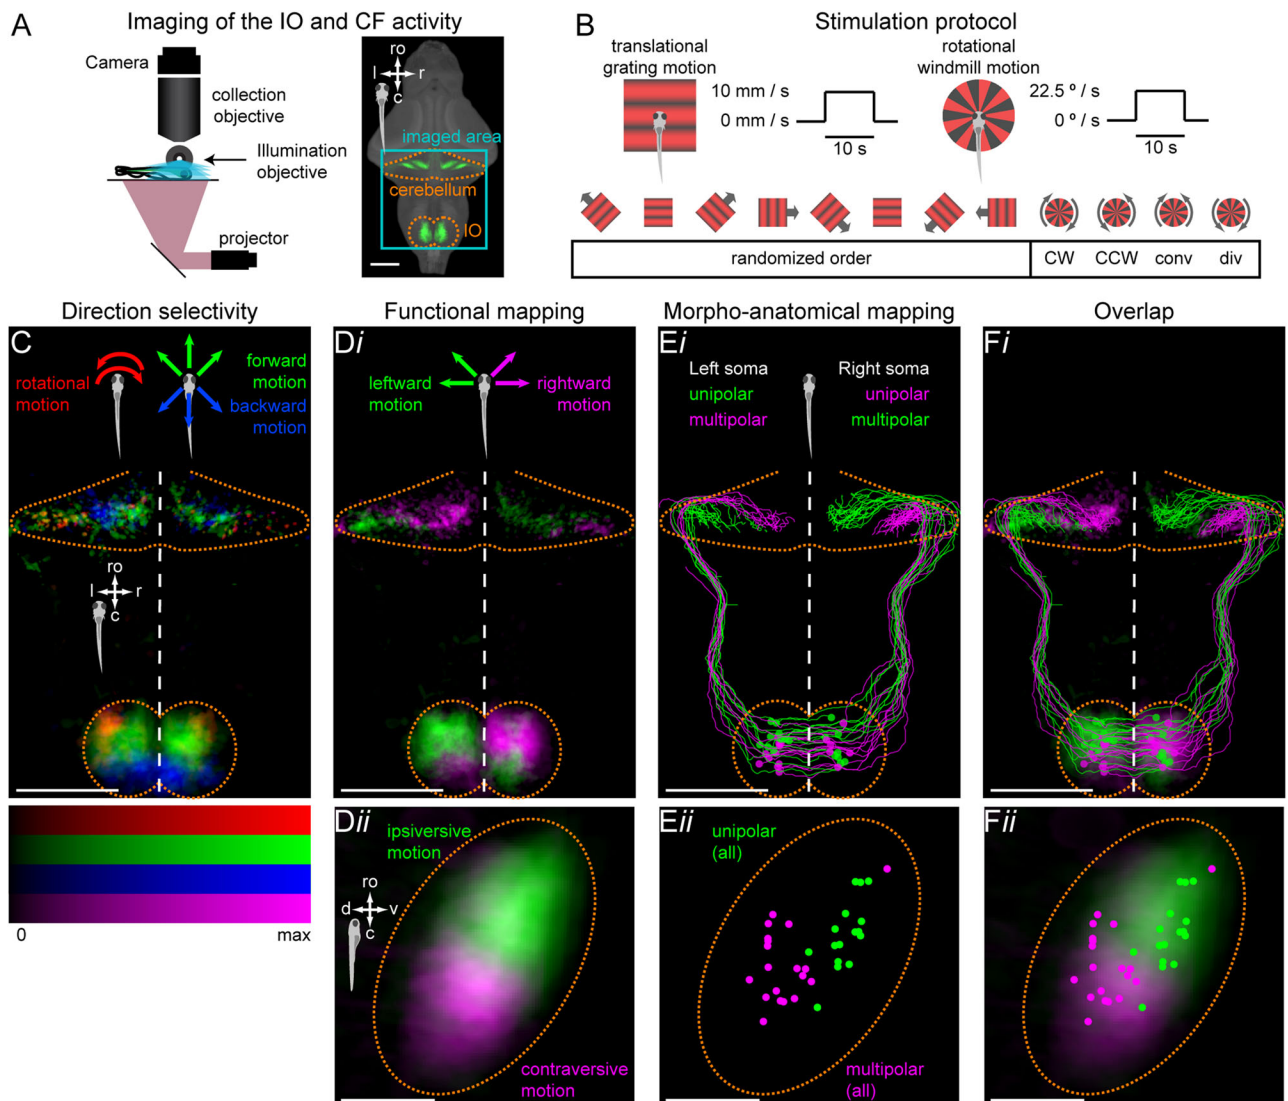 A
Imaging of the IO and CF activity
Camera
collection
objective
Illumination
objective
projector
ro
l
r
c
imaged area
cerebellum
IO
B
Stimulation protocol
translational
grating motion
10 mm / s
0 mm / s
10 s
rotational
windmill motion
22.5 º / s
0 º / s
10 s
randomized order
CW
CCW
conv
div
Direction selectivity
C
rotational
motion
forward
motion
backward
motion
ro
l
r
c
0
max
Functional mapping
Di
leftward
motion
rightward
motion
Morpho-anatomical mapping
Ei
Left soma
unipolar
multipolar
Right soma
unipolar
multipolar
Overlap
Fi
Dii
ipsiversive
motion
ro
d
v
c
contraversive
motion
Eii
unipolar
(all)
multipolar
(all)
Fii